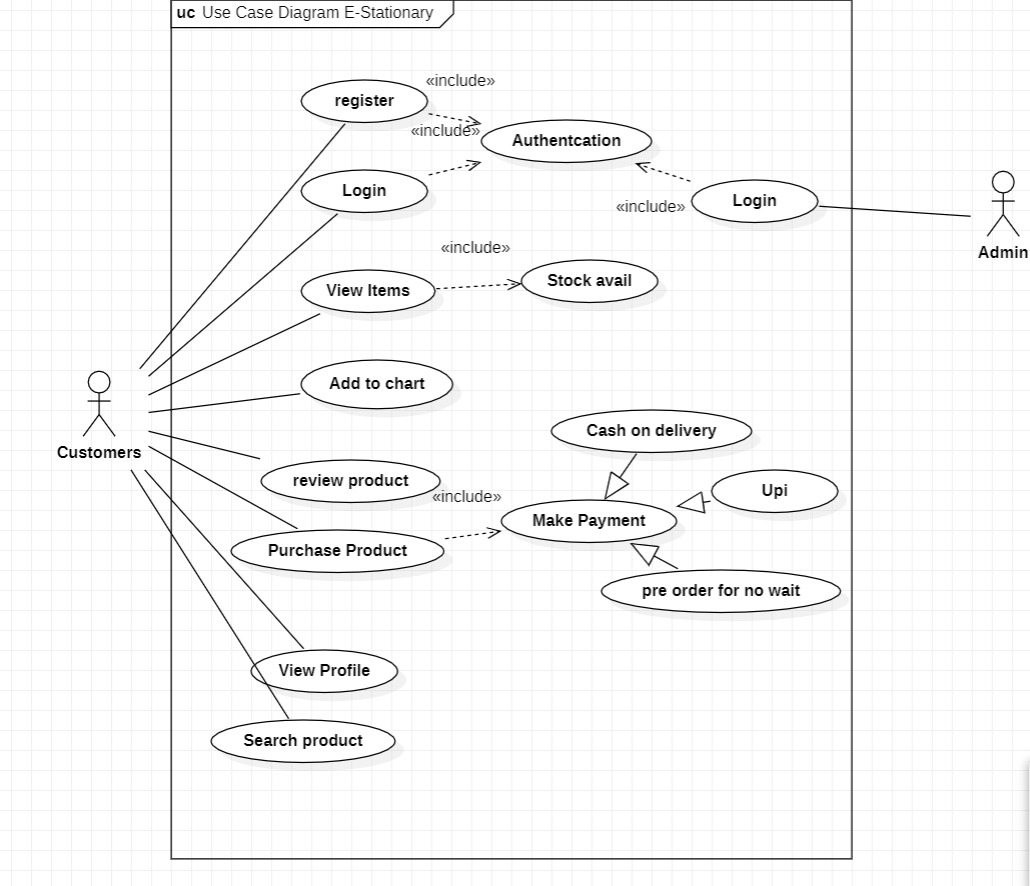 uc Use Case Diagram E-Stationary
«include»
register
«include»
Authentcation
Login
Login
«include»
Admin
«include»
View Items
Stock avail
Add to chart
Customers
Cash on delivery
review product
«include»
Upi
Make Payment
Purchase Product
pre order for no wait
View Profile
Search product